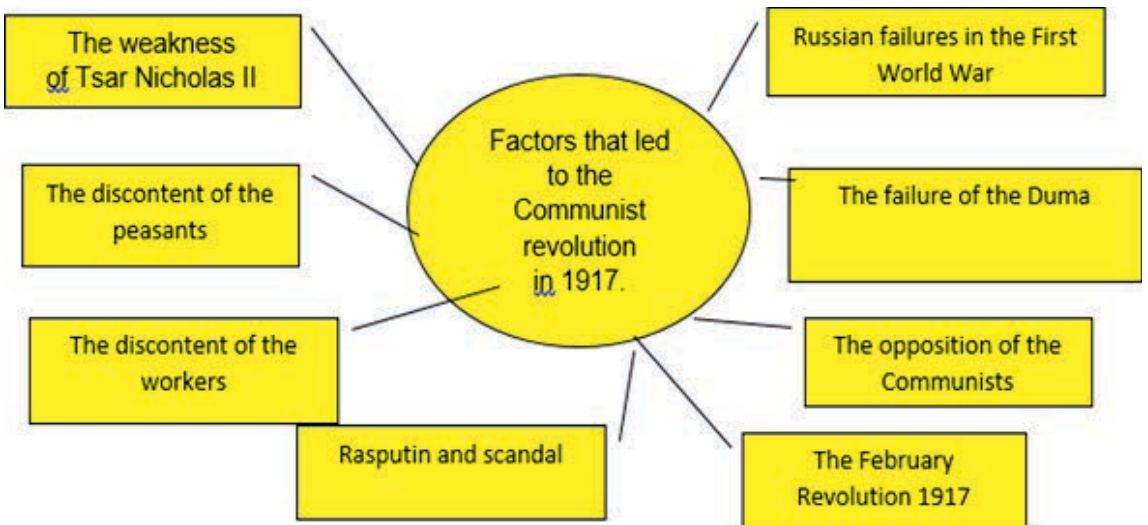 The weakness
of Tsar Nicholas II
Russian failures in the First
World War
Factors that led
to the
Communist
revolution
in 1917.
The discontent of the
peasants
The failure of the Duma
The discontent of the
workers
The opposition of the
Communists
Rasputin and scandal
The February
Revolution 1917